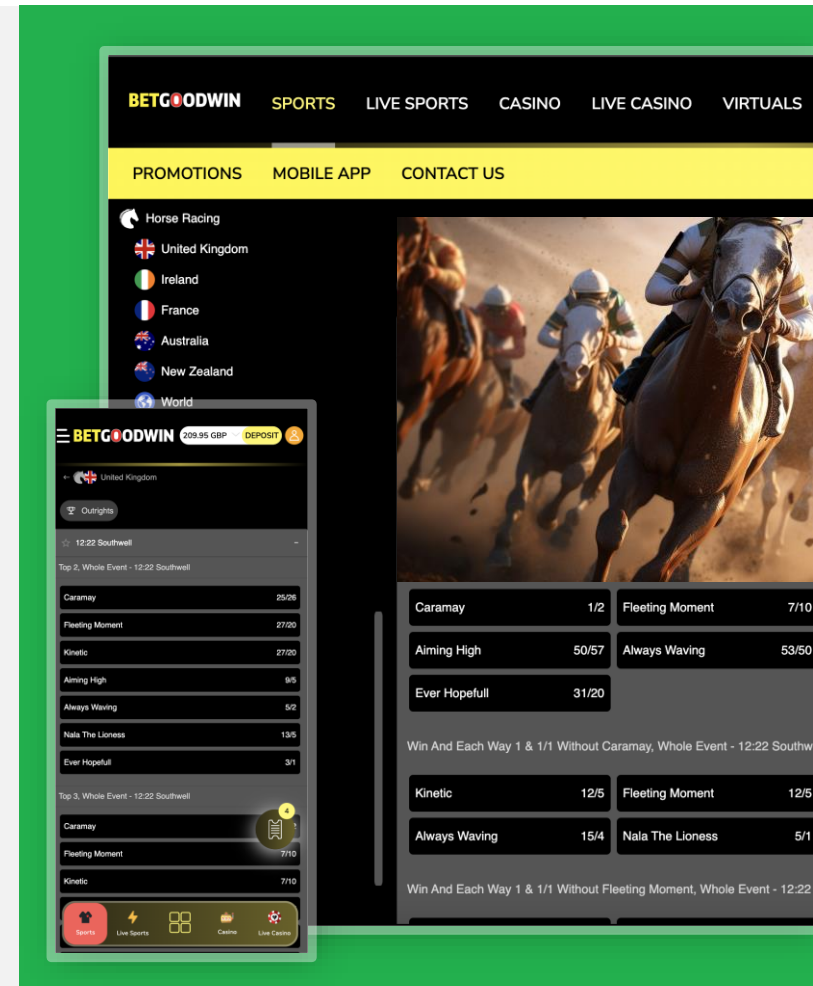 BETGOODWIN SPORTS LIVE SPORTS CASINO LIVE CASINO VIRTUALS
PROMOTIONS MOBILE APP CONTACT US
Horse Racing
United Kingdom
Ireland
France
Australia
New Zealand
World
Caramay 1/2 Fleeting Moment 7/10
Aiming High 50/57 Always Waving 53/50
Ever Hopefull 31/20
Win And Each Way 1 & 1/1 Without Caramay, Whole Event - 12:22 Southw
Kinetic 12/5 Fleeting Moment 12/5
Always Waving 15/4 Nala The Lioness 5/1
Win And Each Way 1 & 1/1 Without Fleeting Moment, Whole Event - 12:22
BETGOODWIN 209.95 GBP DEPOSIT
← United Kingdom
Outrights
12:22 Southwell -
Top 2, Whole Event - 12:22 Southwell
Caramay 25/26
Fleeting Moment 27/20
Kinetic 27/20
Aiming High 9/5
Always Waving 5/2
Nala The Lioness 13/5
Ever Hopefull 3/1
Top 3, Whole Event - 12:22 Southwell
4
Caramay
Fleeting Moment 7/10
Kinetic 7/10
Sports Live Sports Casino Live Casino